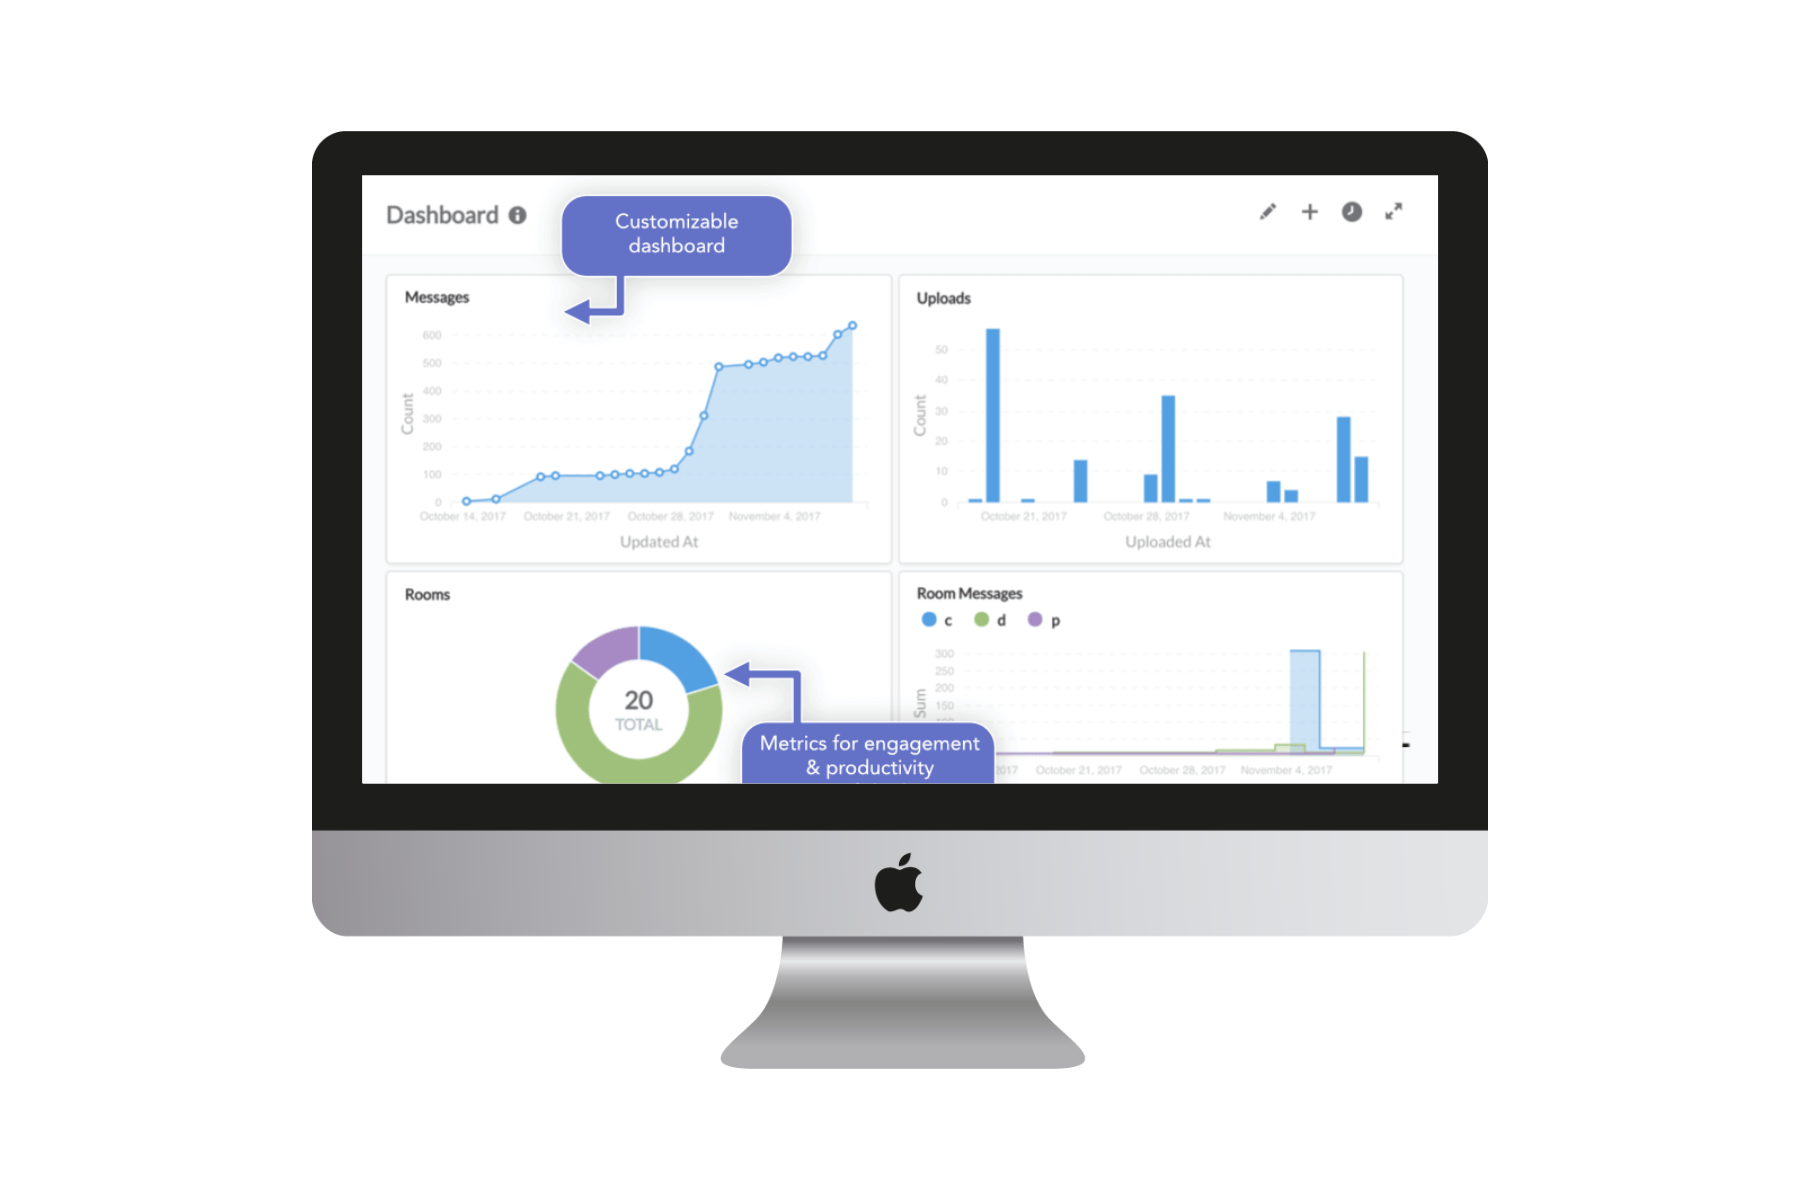 Dashboard
Customizable
dashboard
Messages
600
500
400
300
200
100
0
Count
October 14, 2017 October 21, 2017 October 28, 2017 November 4, 2017
Updated At
Uploads
50
40
30
20
10
0
Count
October 21, 2017 October 28, 2017 November 4, 2017
Uploaded At
Rooms
20
TOTAL
Metrics for engagement
& productivity
Room Messages
c d p
300
250
200
150
Sum
2017 October 21, 2017 October 28, 2017 November 4, 2017